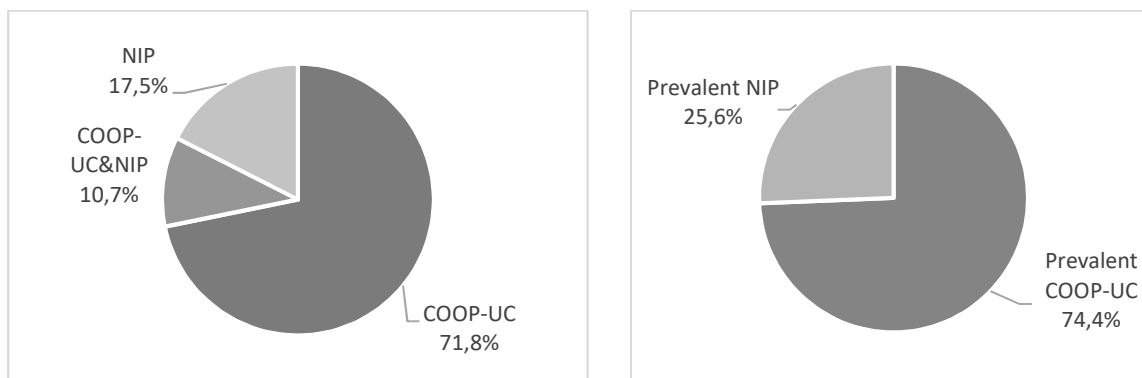 NIP
17,5%
COOP-
UC&NIP
10,7%
COOP-UC
71,8%
Prevalent NIP
25,6%
Prevalent
COOP-UC
74,4%